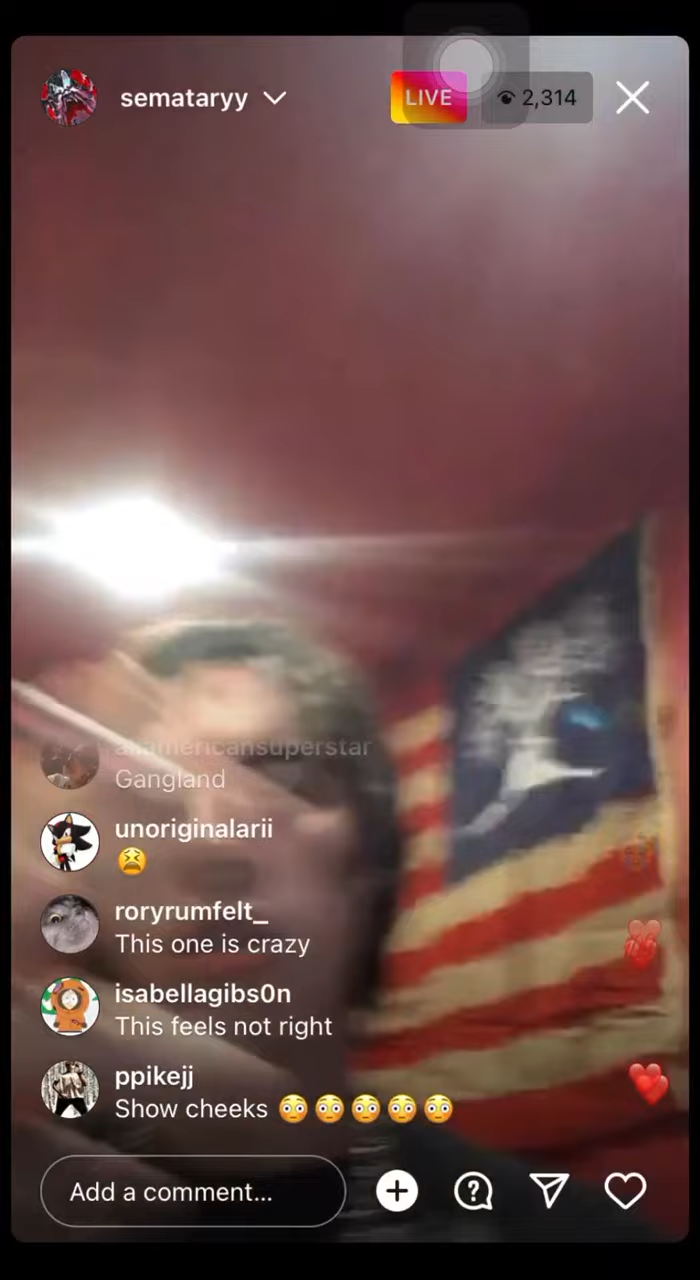 semataryy
LIVE
2,314
allamericansuperstar
Gangland
unoriginalarii
😫
roryrumfelt_
This one is crazy
isabellagibs0n
This feels not right
ppikejj
Show cheeks 😳😳😳😳😳
Add a comment...